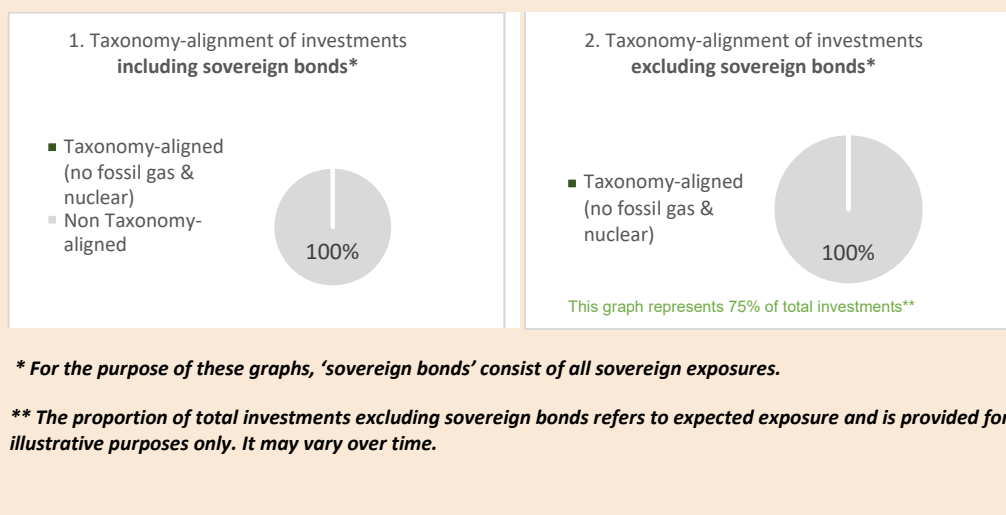 1. Taxonomy-alignment of investments
including sovereign bonds*
Taxonomy-aligned
(no fossil gas &
nuclear)
Non Taxonomy-
aligned
100%
2. Taxonomy-alignment of investments
excluding sovereign bonds*
Taxonomy-aligned
(no fossil gas &
nuclear)
100%
This graph represents 75% of total investments**
* For the purpose of these graphs, ‘sovereign bonds’ consist of all sovereign exposures.
** The proportion of total investments excluding sovereign bonds refers to expected exposure and is provided for
illustrative purposes only. It may vary over time.